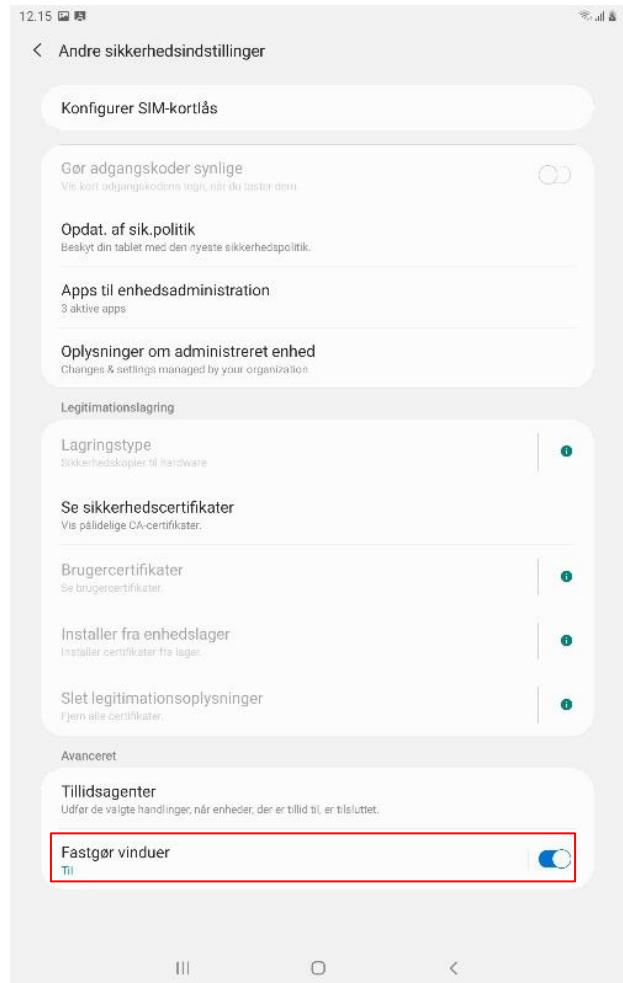 12.15
Andre sikkerhedsindstillinger
Konfigurer SIM-kortlås
Gør adgangskoder synlige
Vis kort adgangskodens tegn, når du taster dem.
Opdat. af sik.politik
Beskyt din tablet med den nyeste sikkerhedspolitik.
Apps til enhedsadministration
3 aktive apps
Oplysninger om administreret enhed
Changes & settings managed by your organization
Legitimationslagring
Lagringstype
Sikkerhedskopier til hardware
Se sikkerhedscertifikater
Vis pålidelige CA-certifikater.
Brugercertifikater
Se brugercertifikater.
Installer fra enhedslager
Installer certifikater fra lager.
Slet legitimationsoplysninger
Fjern alle certifikater.
Avanceret
Tillidsagenter
Udfør de valgte handlinger, når enheder, der er tillid til, er tilsluttet.
Fastgør vinduer
Til